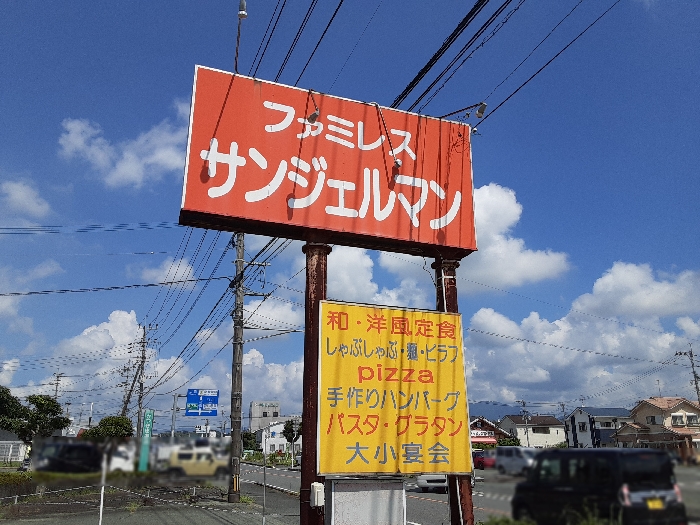 ファミレス
サンジェルマン
和・洋風定食
しゃぶしゃぶ・麺・ピラフ
pizza
手作りハンバーグ
パスタ・グラタン
大小宴会